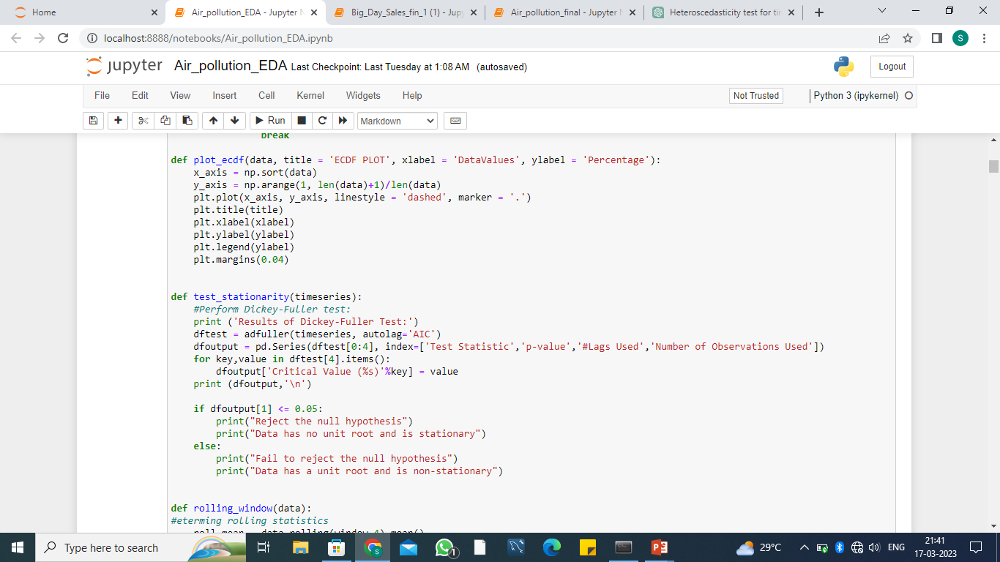 Home
Air_pollution_EDA - Jupyter N
Big_Day_Sales_fin_1 (1) - Jup
Air_pollution_final - Jupyter
Heteroscedasticity test for tim
localhost:8888/notebooks/Air_pollution_EDA.ipynb
S
jupyter Air_pollution_EDA Last Checkpoint: Last Tuesday at 1:08 AM (autosaved)
Logout
File Edit View Insert Cell Kernel Widgets Help
Not Trusted
Python 3 (ipykernel)
Run
Markdown
break
def plot_ecdf(data, title = 'ECDF PLOT', xlabel = 'DataValues', ylabel = 'Percentage'):
    x_axis = np.sort(data)
    y_axis = np.arange(1, len(data)+1)/len(data)
    plt.plot(x_axis, y_axis, linestyle = 'dashed', marker = '.')
    plt.title(title)
    plt.xlabel(xlabel)
    plt.ylabel(ylabel)
    plt.legend(ylabel)
    plt.margins(0.04)
def test_stationarity(timeseries):
    #Perform Dickey-Fuller test:
    print ('Results of Dickey-Fuller Test:')
    dftest = adfuller(timeseries, autolag='AIC')
    dfoutput = pd.Series(dftest[0:4], index=['Test Statistic','p-value','#Lags Used','Number of Observations Used'])
    for key,value in dftest[4].items():
        dfoutput['Critical Value (%s)'%key] = value
    print (dfoutput,'\n')
    if dfoutput[1] <= 0.05:
        print("Reject the null hypothesis")
        print("Data has no unit root and is stationary")
    else:
        print("Fail to reject the null hypothesis")
        print("Data has a unit root and is non-stationary")
def rolling_window(data):
#eterming rolling statistics
Type here to search
1
29°C
ENG
21:41
17-03-2023